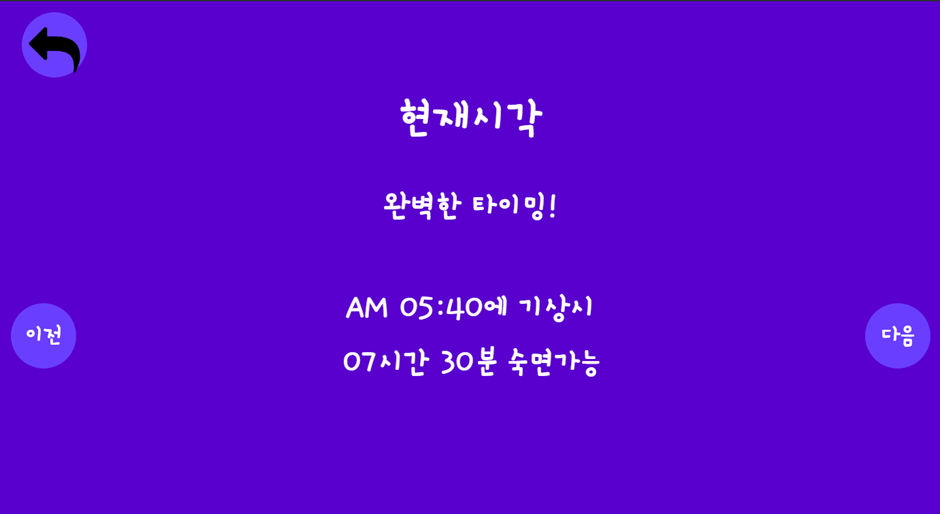 현재시각
완벽한 타이밍!
AM 05:40에 기상시
07시간 30분 숙면가능
이전
다음